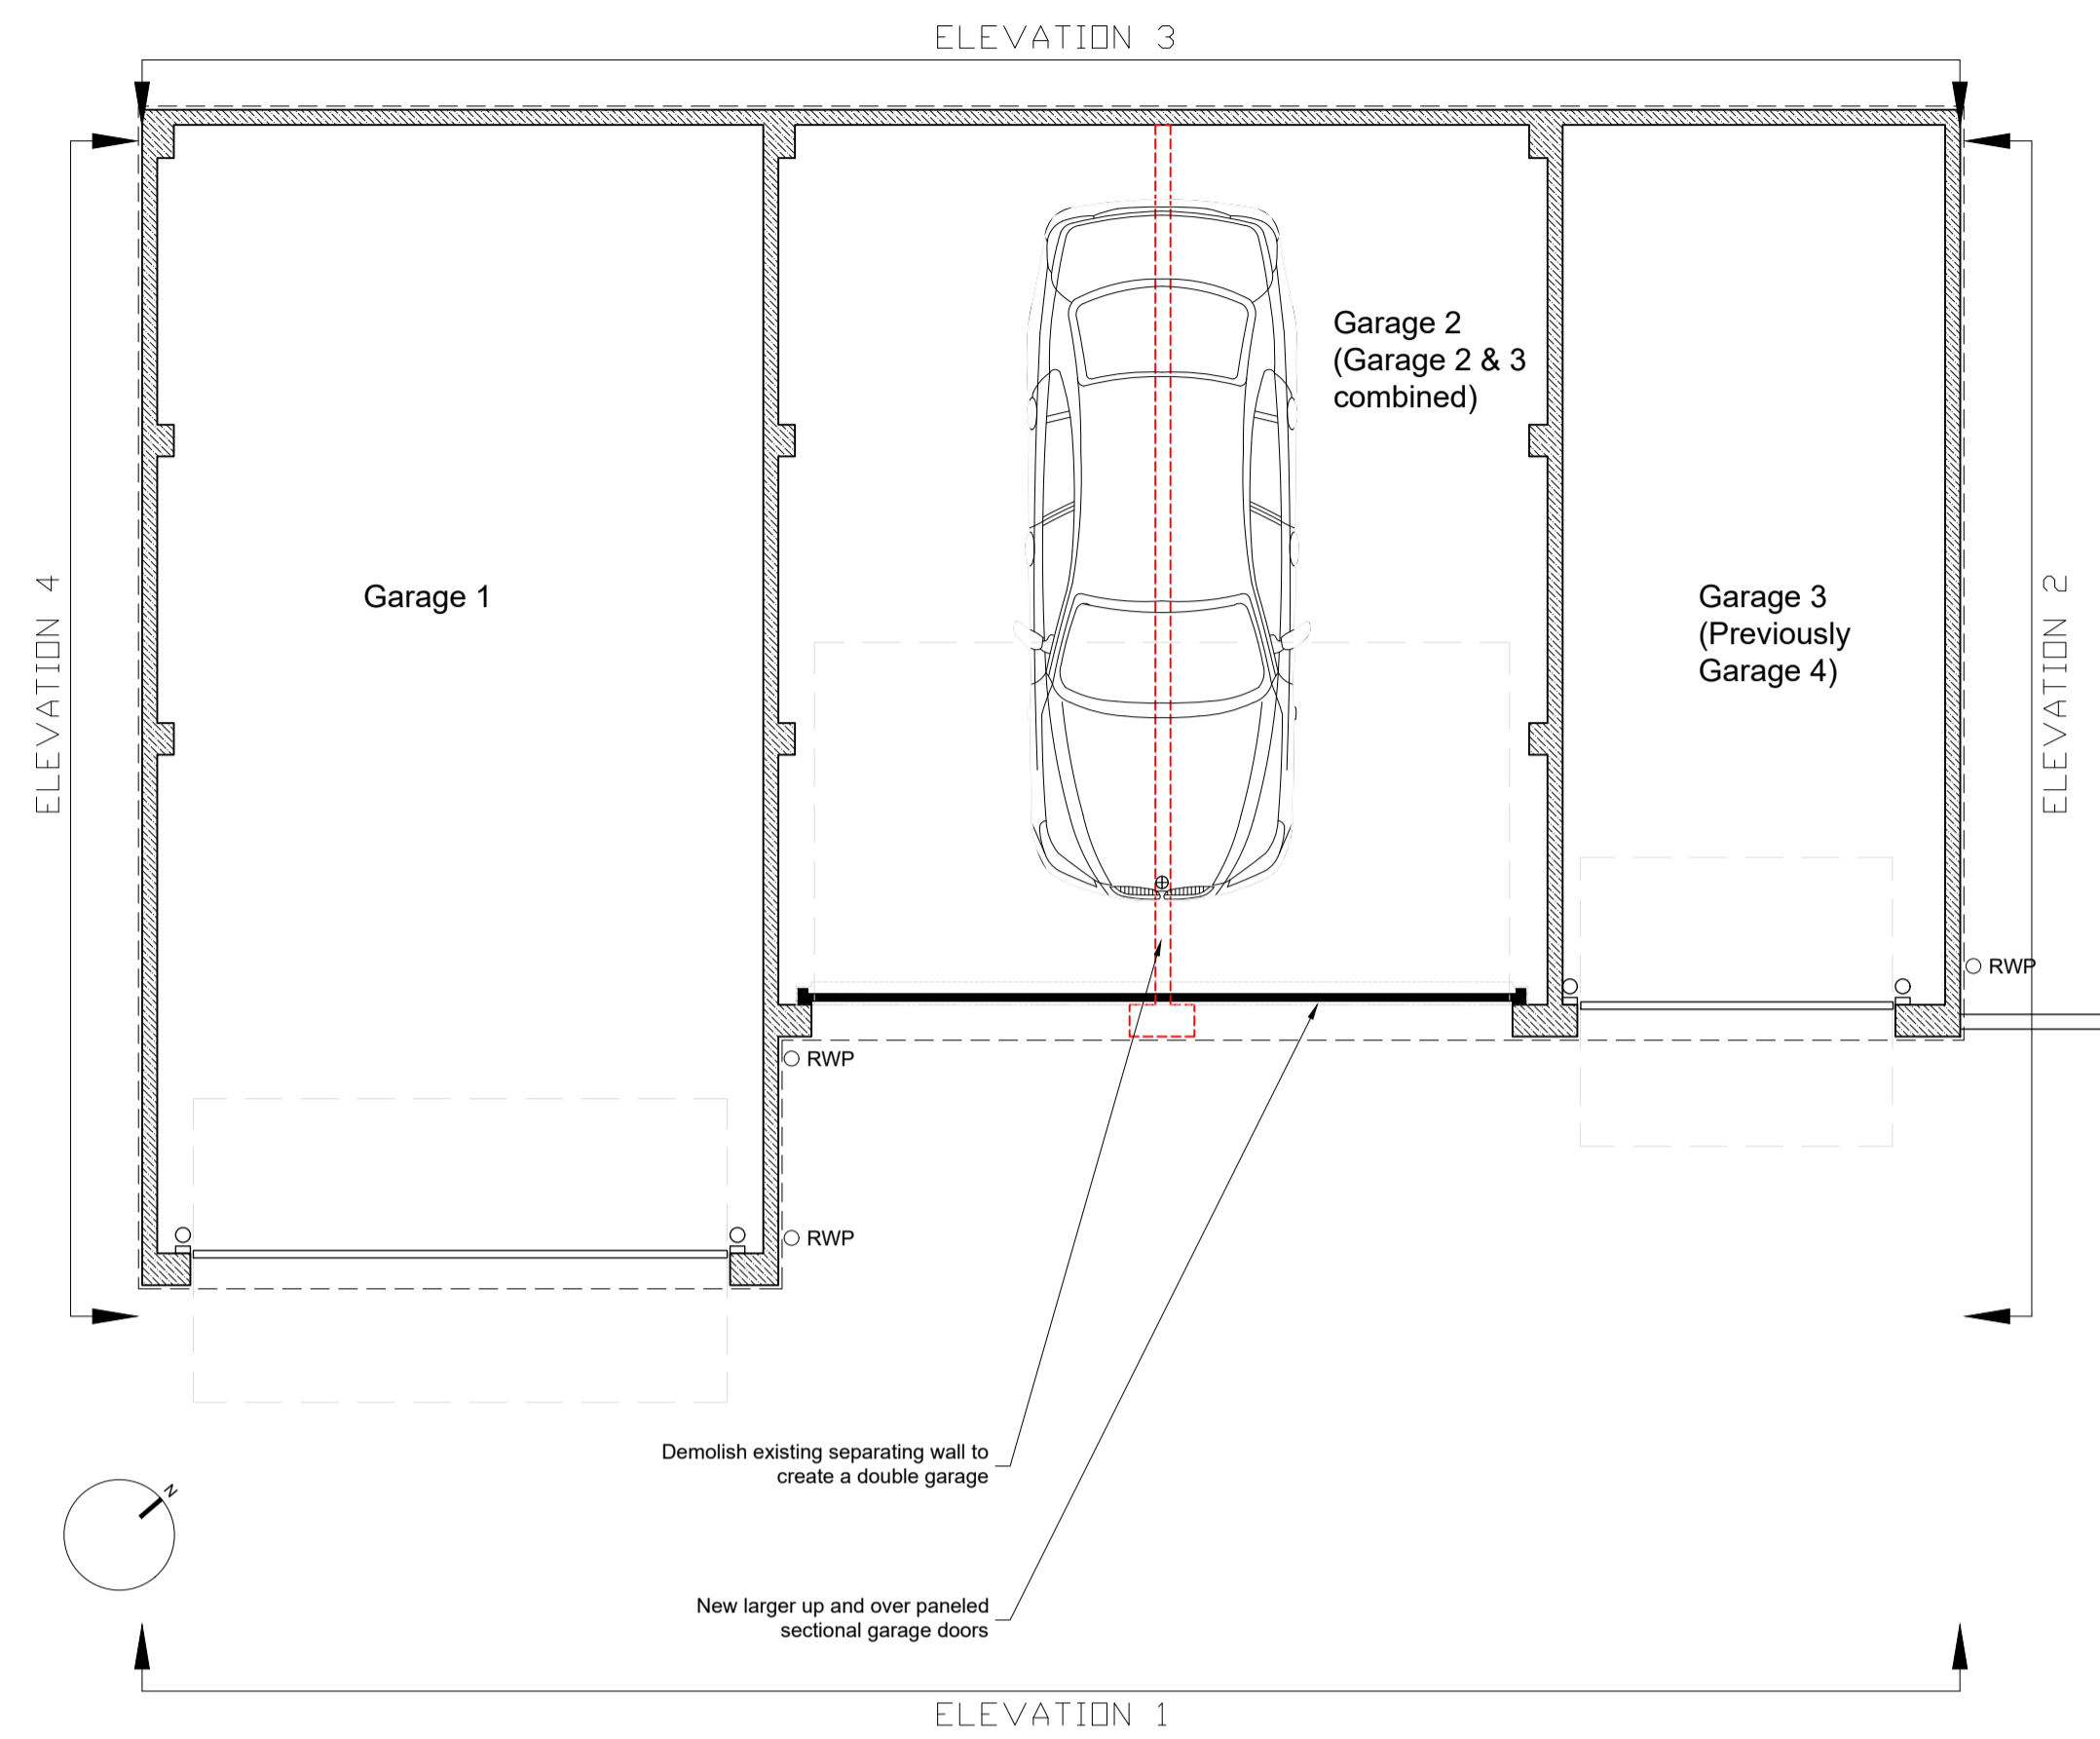 ELEVATION 3
Garage 2
(Garage 2 & 3
combined)
Garage 1
Garage 3
(Previously
Garage 4)
ELEVATION 4
ELEVATION 2
RWP
RWP
RWP
Demolish existing separating wall to
create a double garage
N
New larger up and over paneled
sectional garage doors
ELEVATION 1